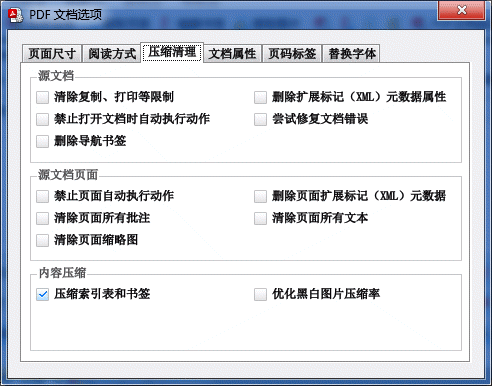 PDF 文档选项
页面尺寸 阅读方式 压缩清理 文档属性 页码标签 替换字体
源文档
清除复制、打印等限制 删除扩展标记（XML）元数据属性
禁止打开文档时自动执行动作 尝试修复文档错误
删除导航书签
源文档页面
禁止页面自动执行动作 删除页面扩展标记（XML）元数据
清除页面所有批注 清除页面所有文本
清除页面缩略图
内容压缩
压缩索引表和书签 优化黑白图片压缩率